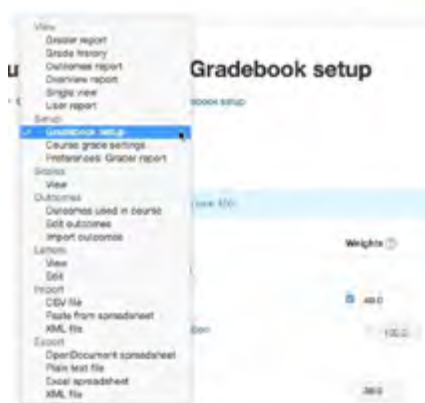 View
Grader report
Grade history
Outcomes report
Overview report
Single view
User report
Setup
Gradebook setup
Course grade settings
Preferences: Grader report
Scales
View
Outcomes
Outcomes used in course
Edit outcomes
Import outcomes
Letters
View
Edit
Import
CSV file
Paste from spreadsheet
XML file
Export
OpenDocument spreadsheet
Plain text file
Excel spreadsheet
XML file
Gradebook setup
setup
Weights
100.0